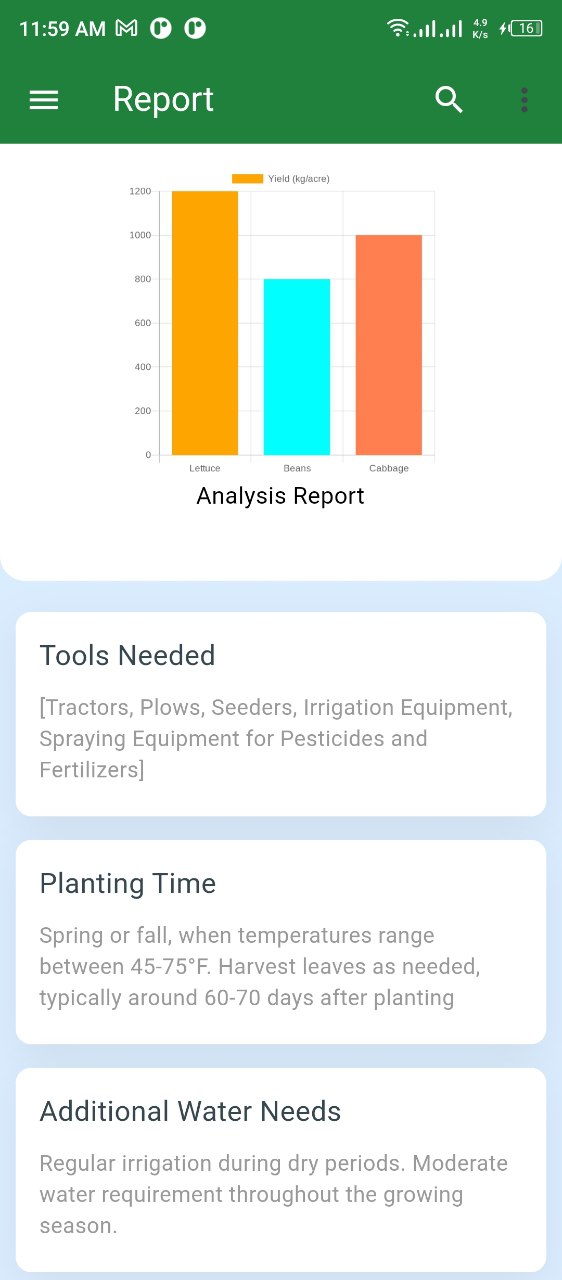 11:59 AM 4.9 K/s 16
Report
Yield (kg/acre)
1200
1000
800
600
400
200
0
Lettuce Beans Cabbage
Analysis Report
Tools Needed
[Tractors, Plows, Seeders, Irrigation Equipment,
Spraying Equipment for Pesticides and
Fertilizers]
Planting Time
Spring or fall, when temperatures range
between 45-75°F. Harvest leaves as needed,
typically around 60-70 days after planting
Additional Water Needs
Regular irrigation during dry periods. Moderate
water requirement throughout the growing
season.